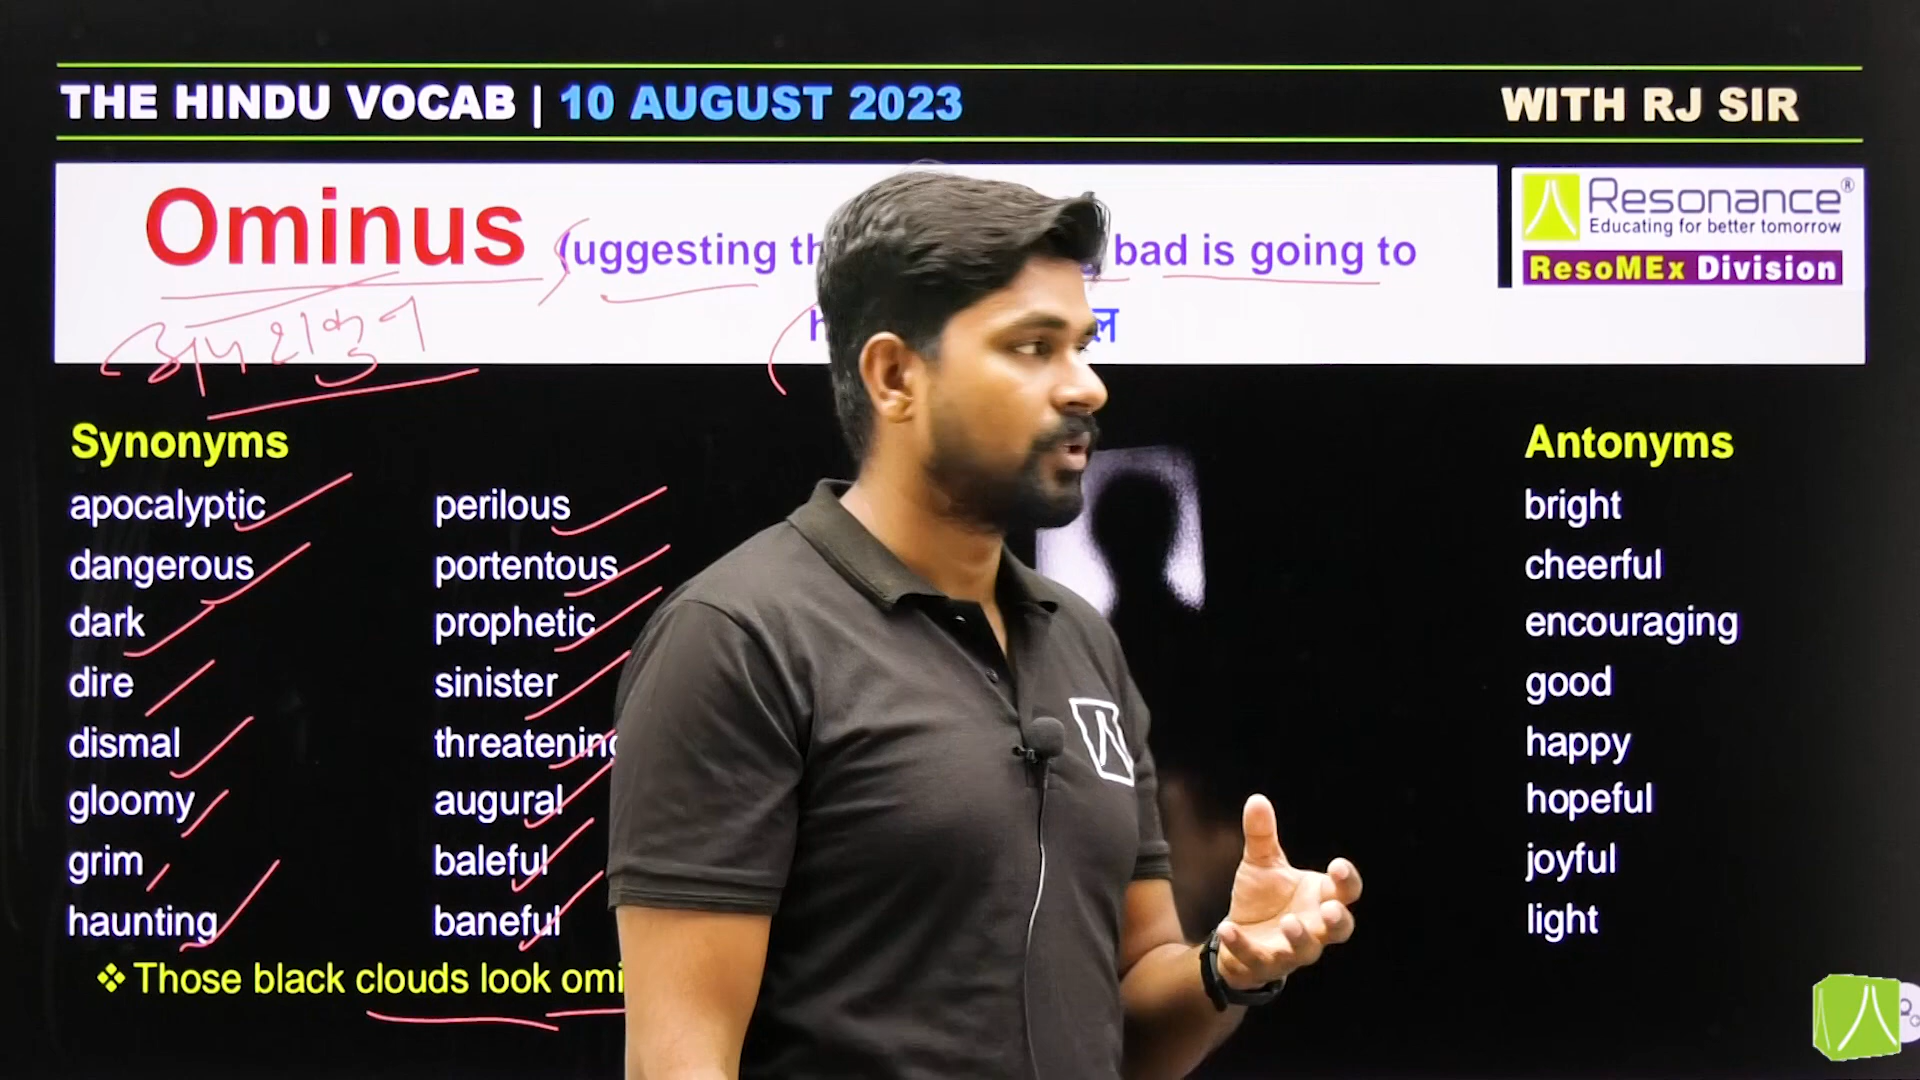 THE HINDU VOCAB | 10 AUGUST 2023
WITH RJ SIR
Ominus (uggesting th bad is going to
ल
अपशकुन
Resonance®
Educating for better tomorrow
ResoMEx Division
Synonyms
apocalyptic perilous
dangerous portentous
dark prophetic
dire sinister
dismal threatening
gloomy augural
grim baleful
haunting baneful
❖ Those black clouds look omi
Antonyms
bright
cheerful
encouraging
good
happy
hopeful
joyful
light